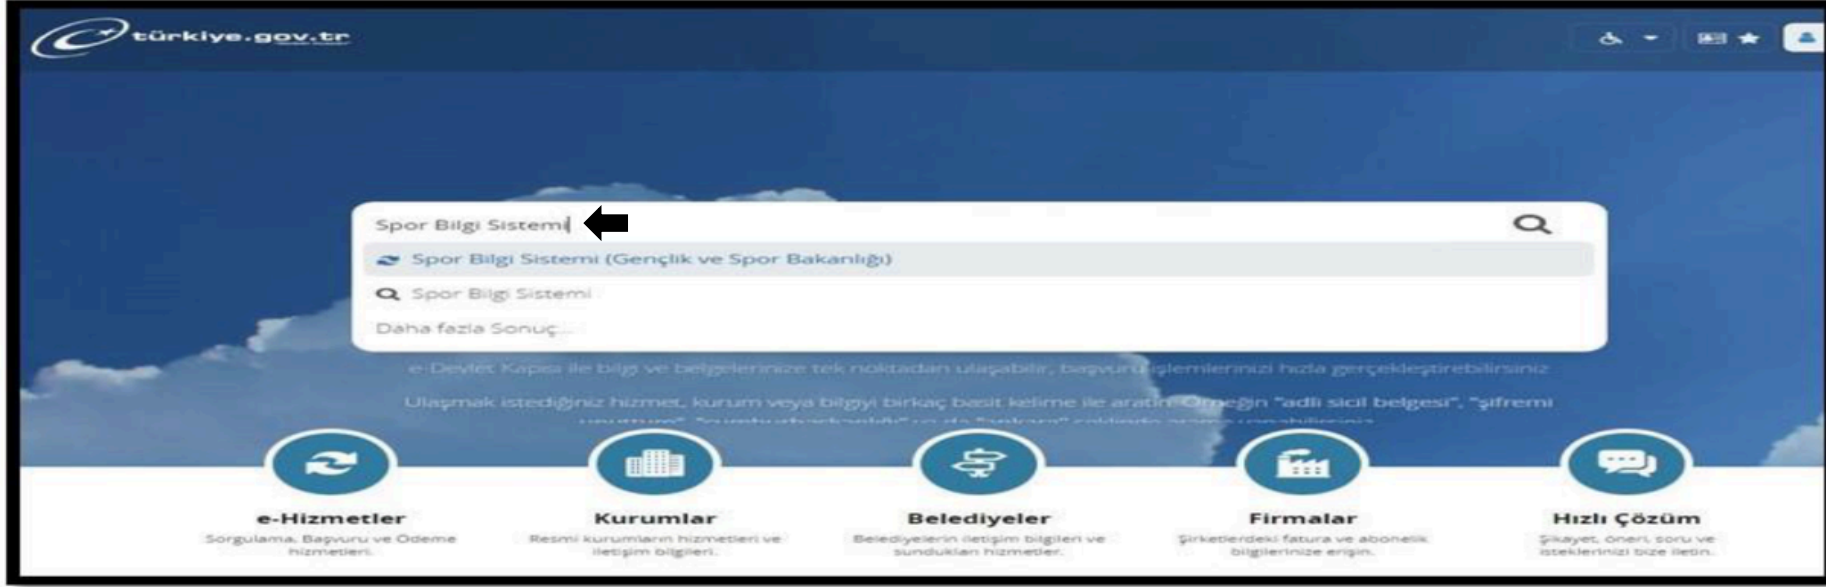 türkiye.gov.tr
Spor Bilgi Sistemi
Spor Bilgi Sistemi (Gençlik ve Spor Bakanlığı)
Spor Bilgi Sistemi
Daha fazla Sonuç...
e-Devlet Kapısı ile bilgi ve belgelerinize tek noktadan ulaşabilir, başvuru işlemlerinizi hızla gerçekleştirebilirsiniz
Ulaşmak istediğiniz hizmet, kurum veya bilgiyi birkaç basit kelime ile aratın. Örneğin "adli sicil belgesi", "şifremi
e-Hizmetler
Sorgulama, Başvuru ve Ödeme
hizmetleri.
Kurumlar
Resmi kurumların hizmetleri ve
iletişim bilgileri.
Belediyeler
Belediyelerin iletişim bilgileri ve
sundukları hizmetler.
Firmalar
Şirketlerdeki fatura ve abonelik
bilgilerinize erişin.
Hızlı Çözüm
Şikayet, öneri, soru ve
isteklerinizi bize iletin.